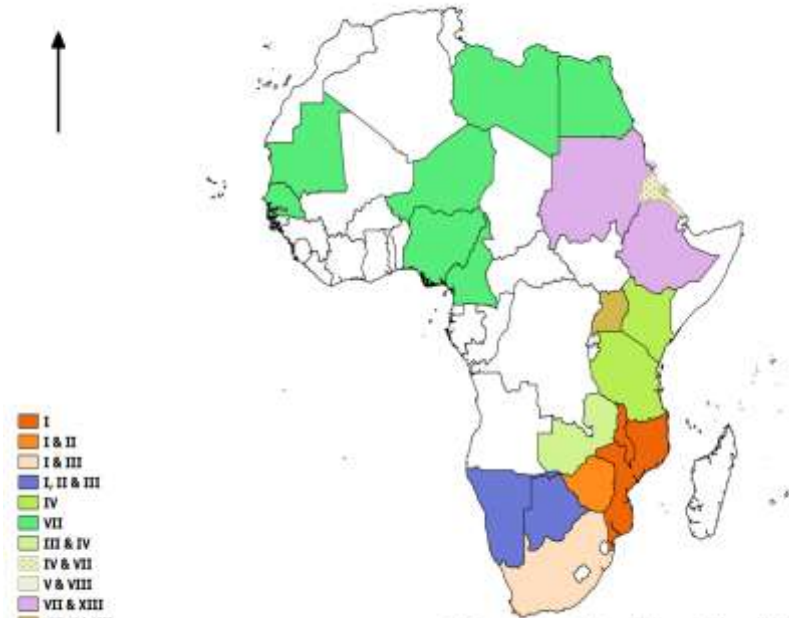 I
I & II
I & III
I, II & III
IV
VII
III & IV
IV & VII
V & VIII
VII & XIII